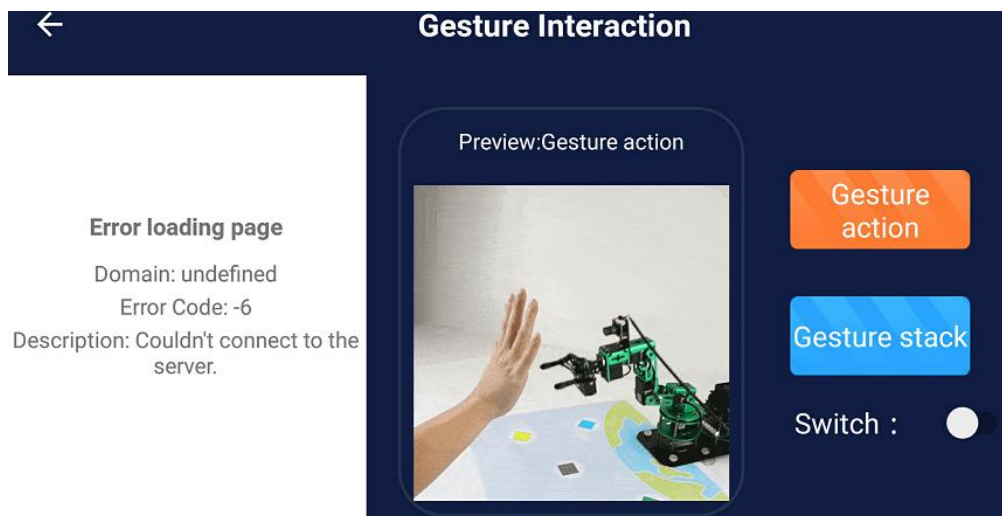 Gesture Interaction
Error loading page
Domain: undefined
Error Code: -6
Description: Couldn't connect to the
server.
Preview:Gesture action
Gesture
action
Gesture stack
Switch：